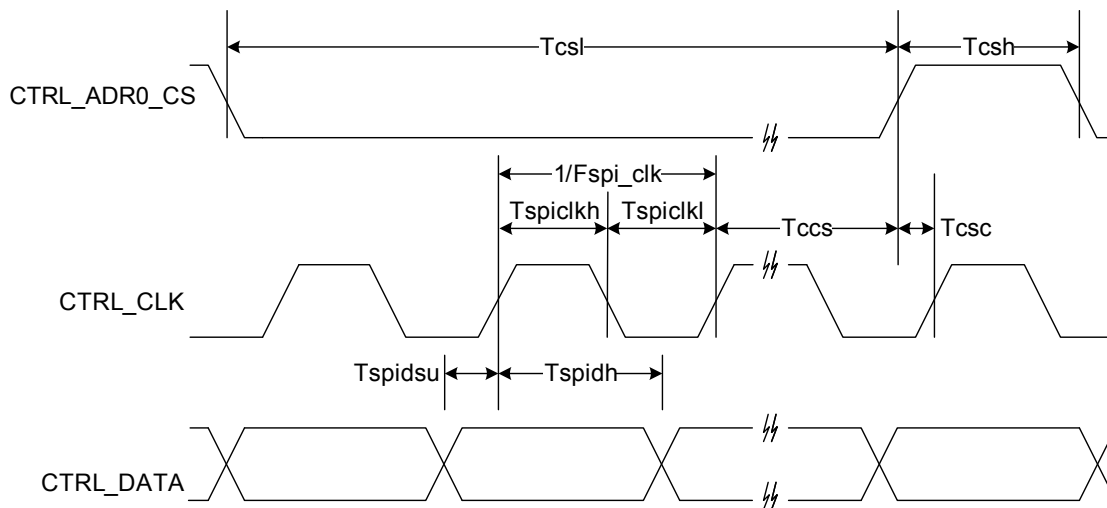 Tcsl
Tcsh
CTRL_ADR0_CS
1/Fspi_clk
Tspiclkh
Tspiclkl
Tccs
Tcsc
CTRL_CLK
Tspidsu
Tspidh
CTRL_DATA